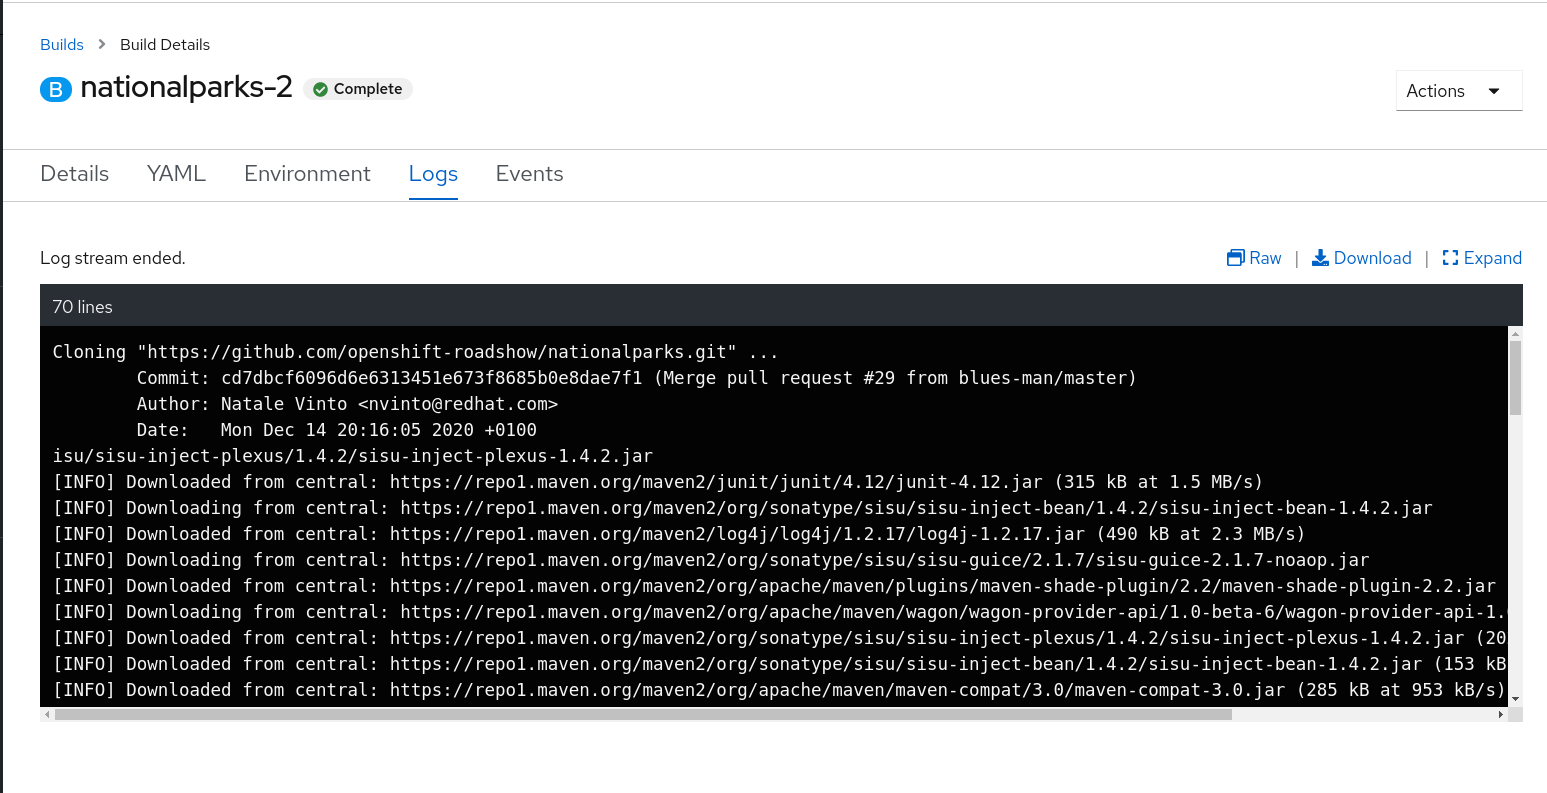 Builds > Build Details
B nationalparks-2 Complete
Actions
Details YAML Environment Logs Events
Log stream ended.
Raw | Download | Expand
70 lines
Cloning "https://github.com/openshift-roadshow/nationalparks.git" ...
Commit: cd7dbcf6096d6e6313451e673f8685b0e8dae7f1 (Merge pull request #29 from blues-man/master)
Author: Natale Vinto <nvinto@redhat.com>
Date: Mon Dec 14 20:16:05 2020 +0100
isu/sisu-inject-plexus/1.4.2/sisu-inject-plexus-1.4.2.jar
[INFO] Downloaded from central: https://repo1.maven.org/maven2/junit/junit/4.12/junit-4.12.jar (315 kB at 1.5 MB/s)
[INFO] Downloading from central: https://repo1.maven.org/maven2/org/sonatype/sisu/sisu-inject-bean/1.4.2/sisu-inject-bean-1.4.2.jar
[INFO] Downloaded from central: https://repo1.maven.org/maven2/log4j/log4j/1.2.17/log4j-1.2.17.jar (490 kB at 2.3 MB/s)
[INFO] Downloading from central: https://repo1.maven.org/maven2/org/sonatype/sisu/sisu-guice/2.1.7/sisu-guice-2.1.7-noaop.jar
[INFO] Downloaded from central: https://repo1.maven.org/maven2/org/apache/maven/plugins/maven-shade-plugin/2.2/maven-shade-plugin-2.2.jar
[INFO] Downloading from central: https://repo1.maven.org/maven2/org/apache/maven/wagon/wagon-provider-api/1.0-beta-6/wagon-provider-api-1.
[INFO] Downloaded from central: https://repo1.maven.org/maven2/org/sonatype/sisu/sisu-inject-plexus/1.4.2/sisu-inject-plexus-1.4.2.jar (20
[INFO] Downloaded from central: https://repo1.maven.org/maven2/org/sonatype/sisu/sisu-inject-bean/1.4.2/sisu-inject-bean-1.4.2.jar (153 kB
[INFO] Downloaded from central: https://repo1.maven.org/maven2/org/apache/maven/maven-compat/3.0/maven-compat-3.0.jar (285 kB at 953 kB/s)